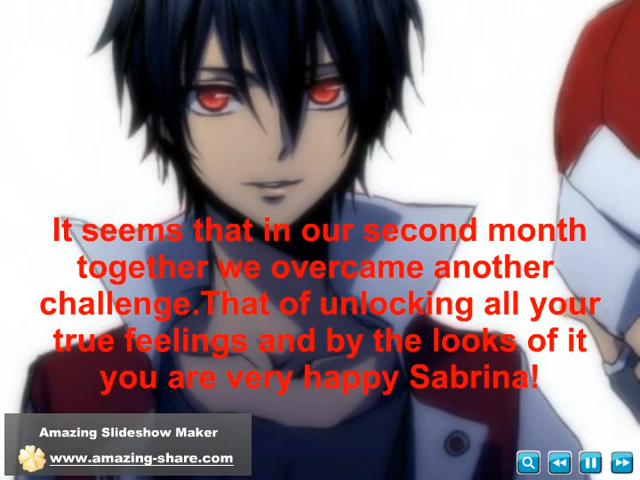 It seems that in our second month
together we overcame another
challenge.That of unlocking all your
true feelings and by the looks of it
you are very happy Sabrina!
Amazing Slideshow Maker
www.amazing-share.com